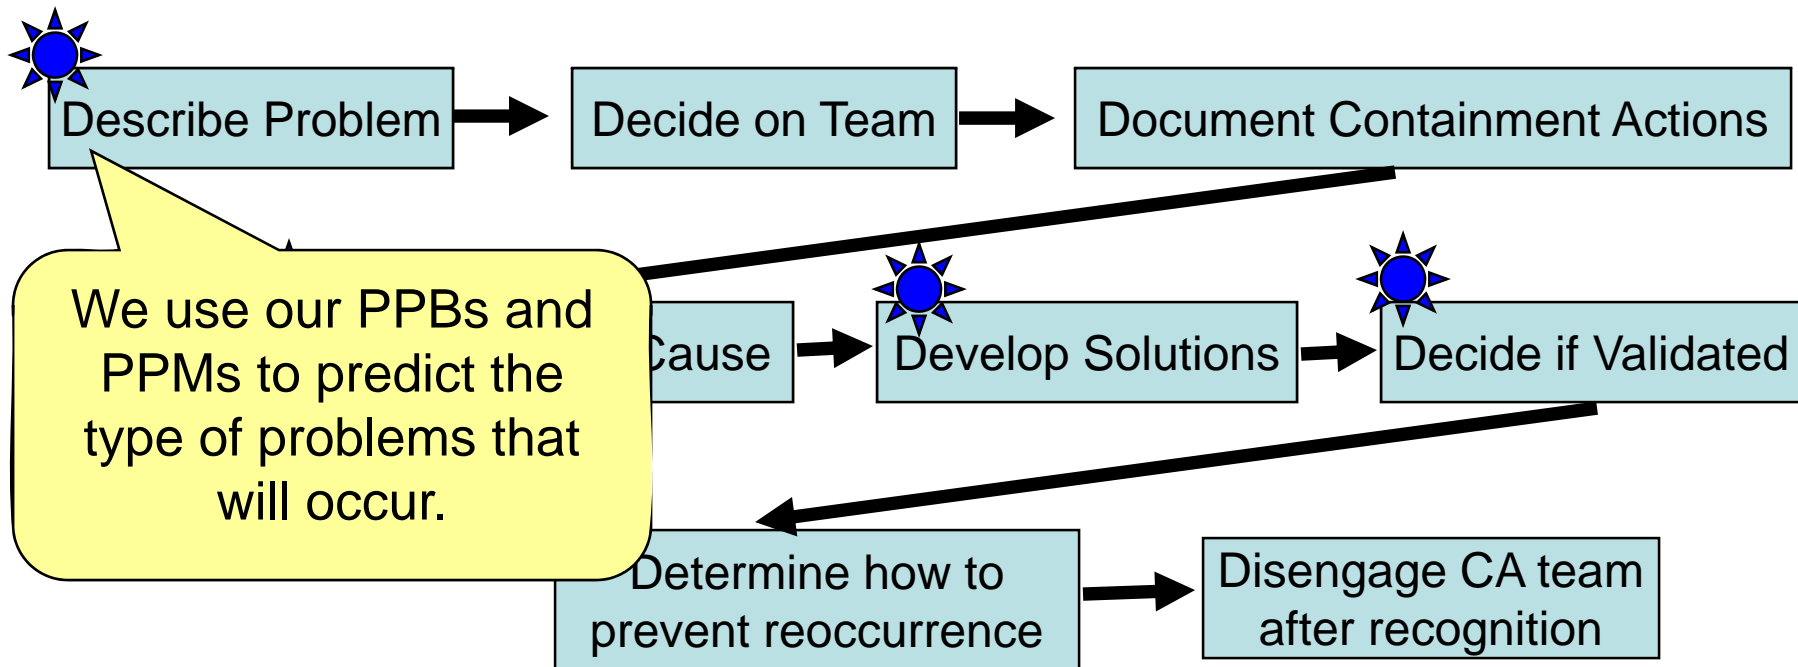 Describe Problem
Decide on Team
Document Containment Actions
We use our PPBs and
PPMs to predict the
type of problems that
will occur.
Cause
Develop Solutions
Decide if Validated
Determine how to
prevent reoccurrence
Disengage CA team
after recognition